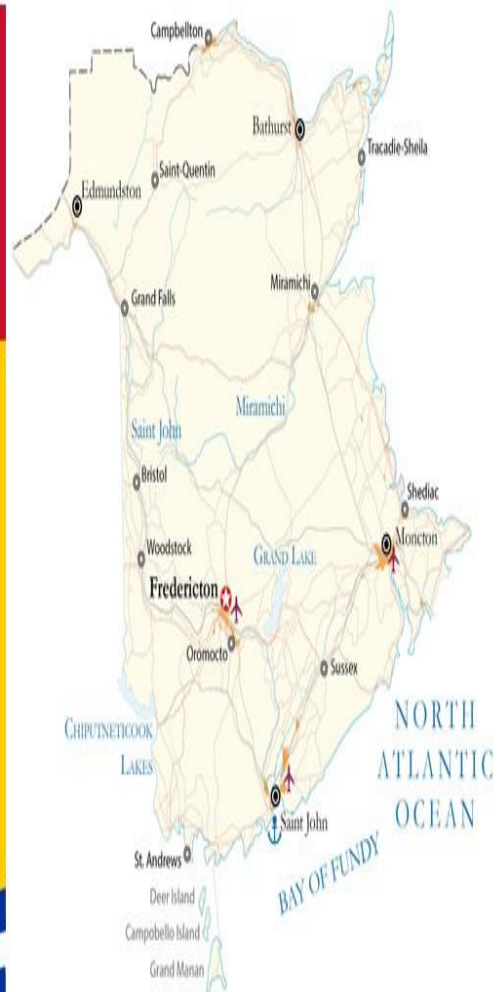 Campbellton
Bathurst
Tracadie-Sheila
Saint-Quentin
Edmundston
Miramichi
Grand Falls
Miramichi
Saint John
Bristol
Shediac
Moncton
Woodstock
GRAND LAKE
Fredericton
Oromocto
Sussex
CHIPUTNETICOOK
LAKES
NORTH
ATLANTIC
OCEAN
Saint John
BAY OF FUNDY
St. Andrews
Deer Island
Campobello Island
Grand Manan